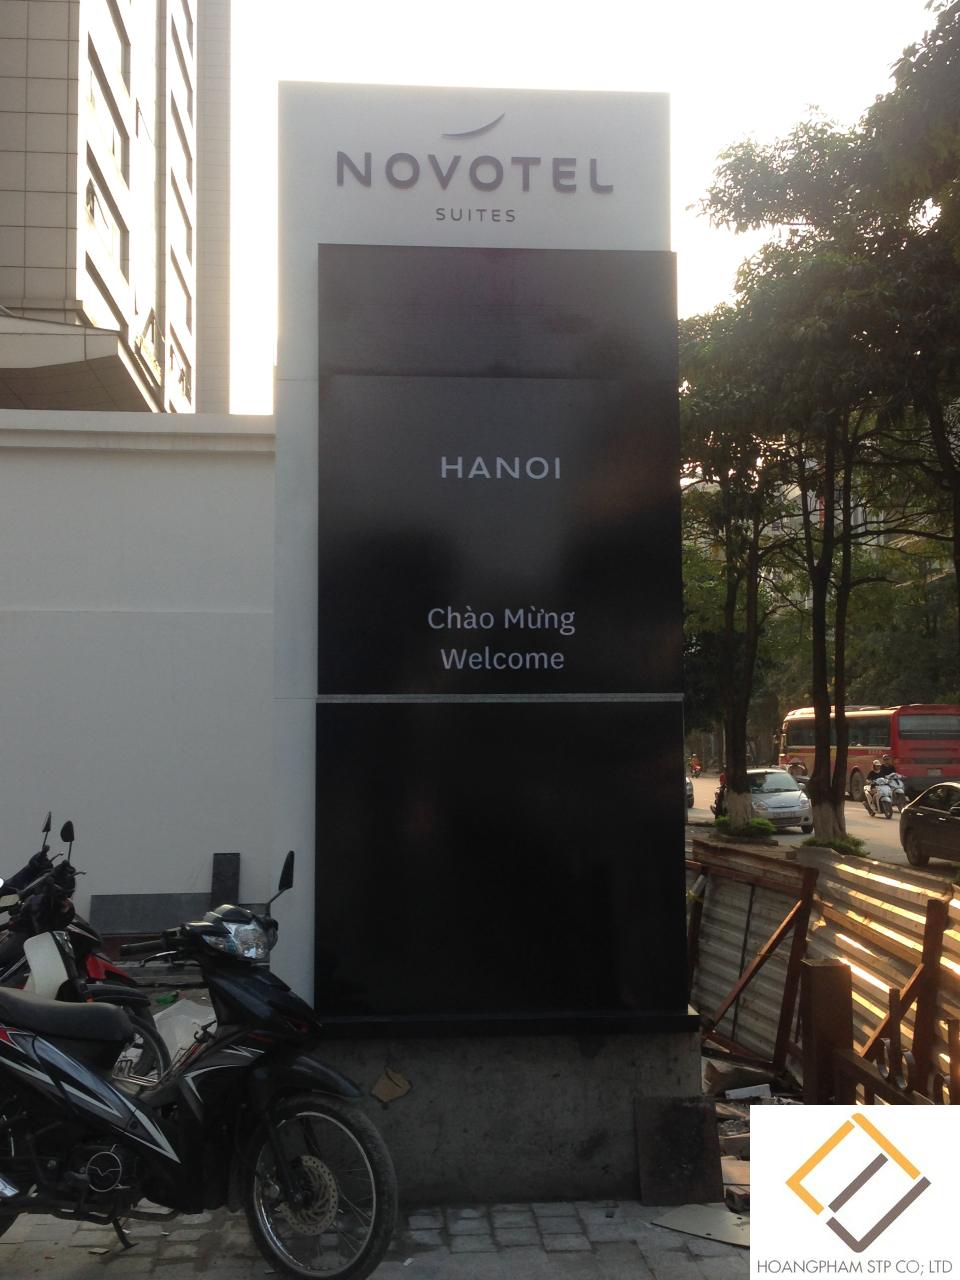 NOVOTEL
SUITES
HANOI
Chào Mừng
Welcome
HOANGPHAM STP CO; LTD